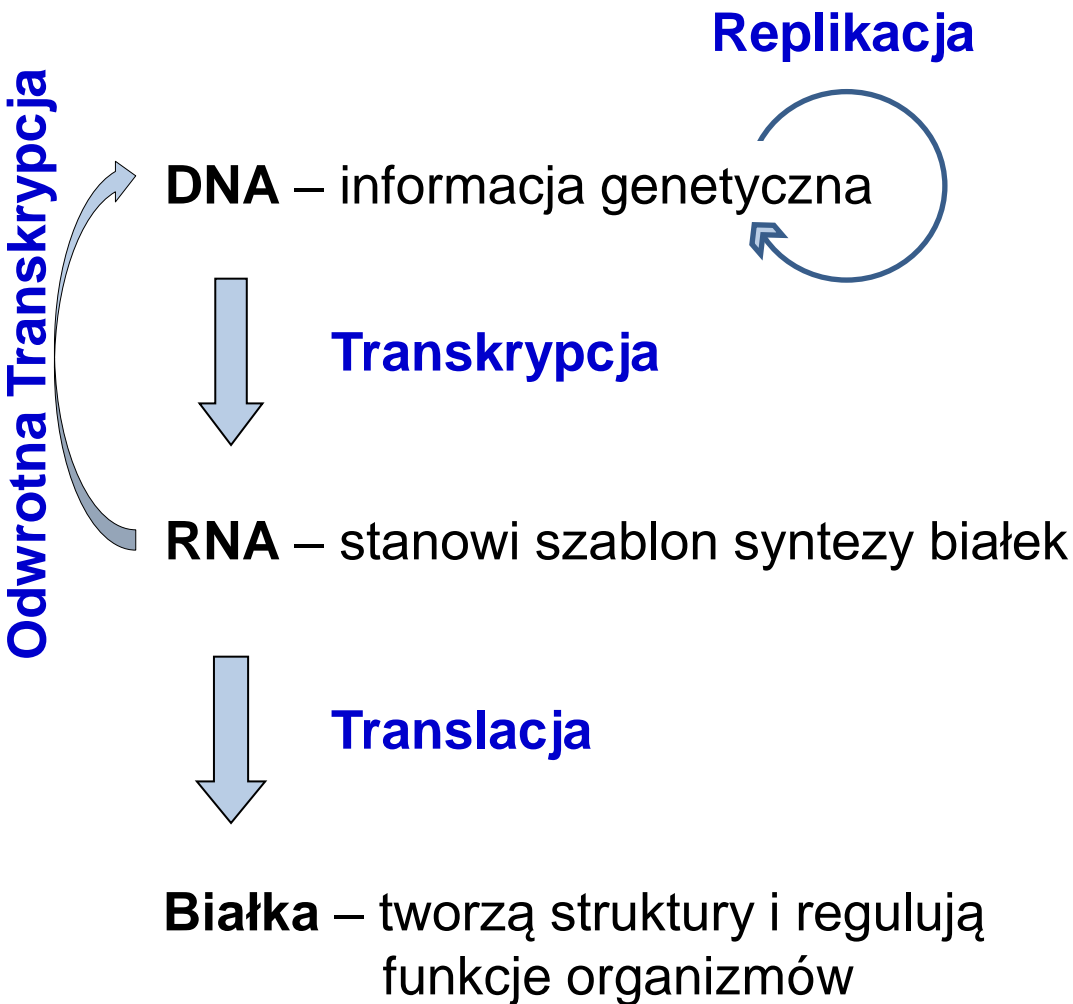 Replikacja
Odwrotna Transkrypcja
DNA – informacja genetyczna
Transkrypcja
RNA – stanowi szablon syntezy białek
Translacja
Białka – tworzą struktury i regulują
funkcje organizmów